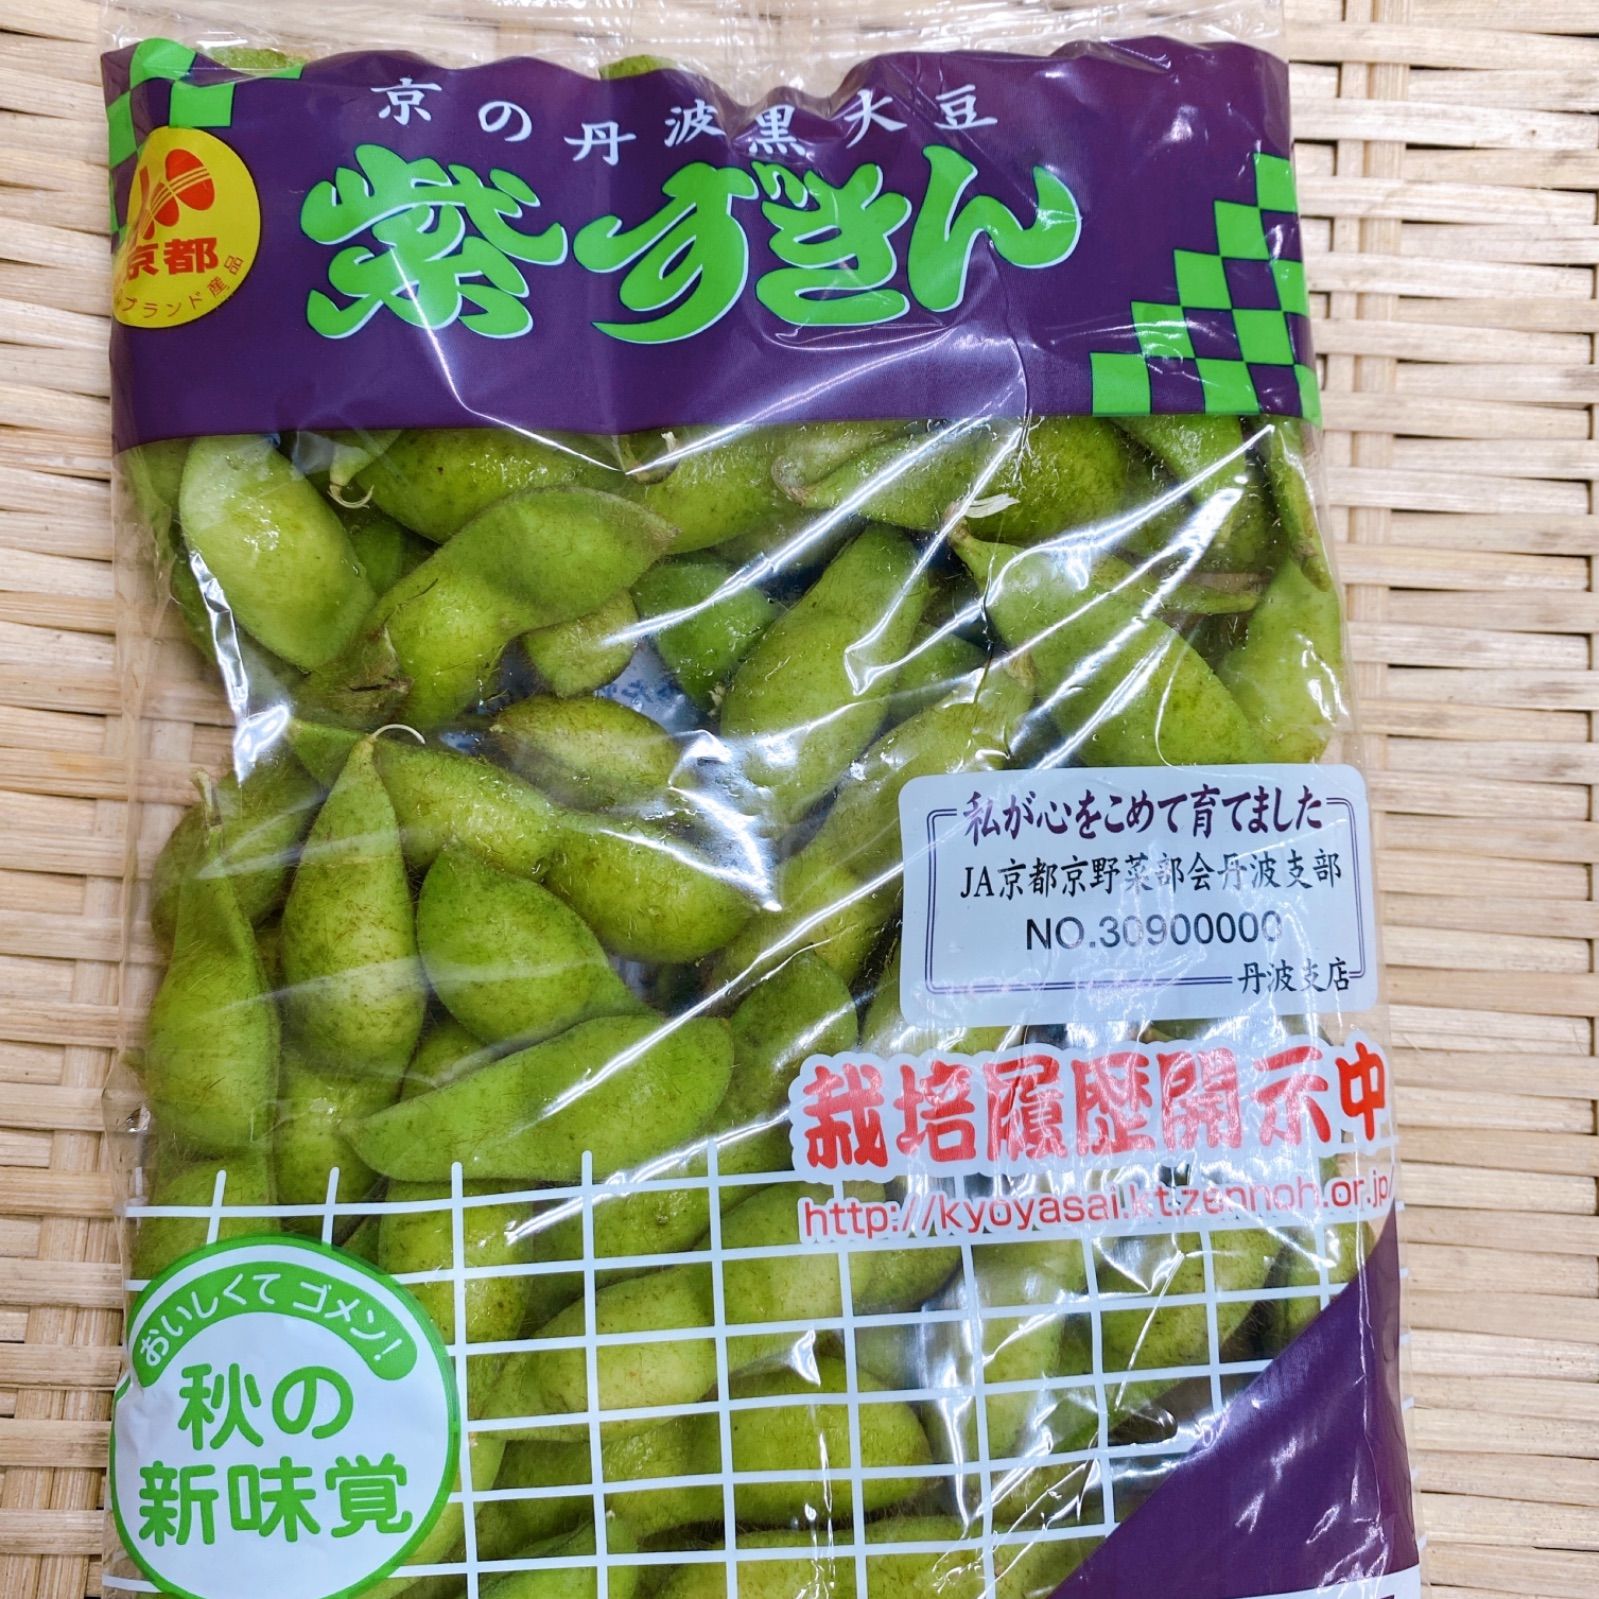 京の丹波黒大豆
紫ずきん
京都
ブランド産品
私が心をこめて育てました
JA京都京野菜部会丹波支部
NO.30900000
丹波支店
栽培履歴開示中
http://kyoyasai.kt.zennoh.or.jp/
おいしくてゴメン!
秋の
新味覚